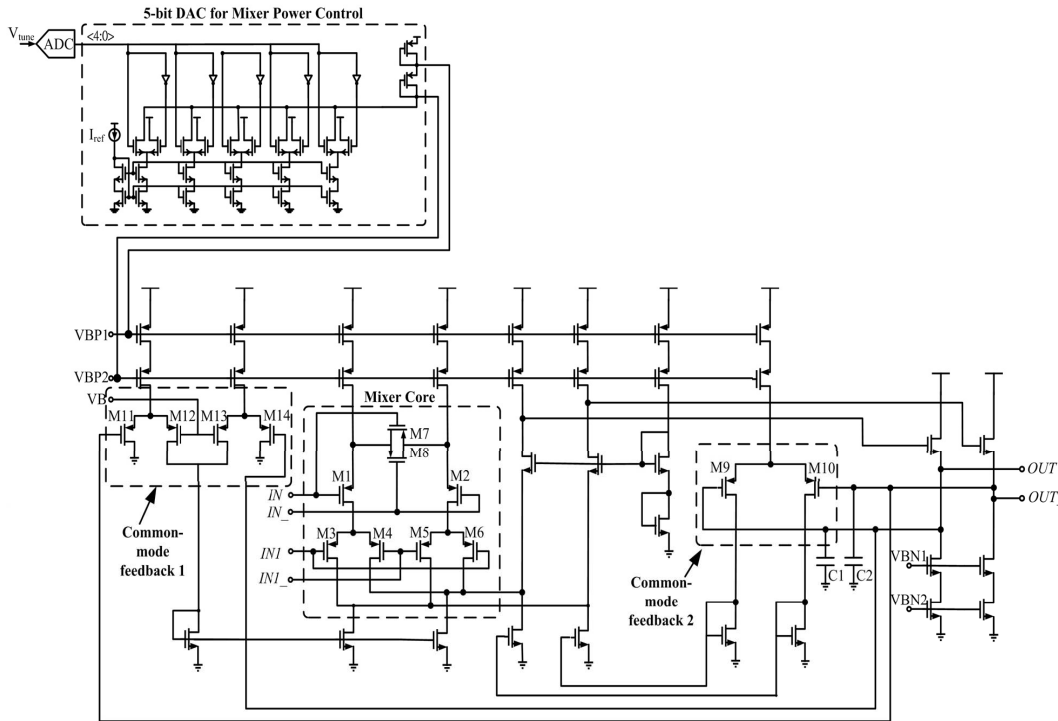 5-bit DAC for Mixer Power Control
Vtune
ADC
<4:0>
Iref
VBP1
VBP2
VB
M11
M12
M13
M14
Common-
mode
feedback 1
Mixer Core
M7
M8
M1
M2
IN
IN_
M3
M4
M5
M6
IN1
IN1_
M9
M10
Common-
mode
feedback 2
C1
C2
OUT
OUT_
VBN1
VBN2